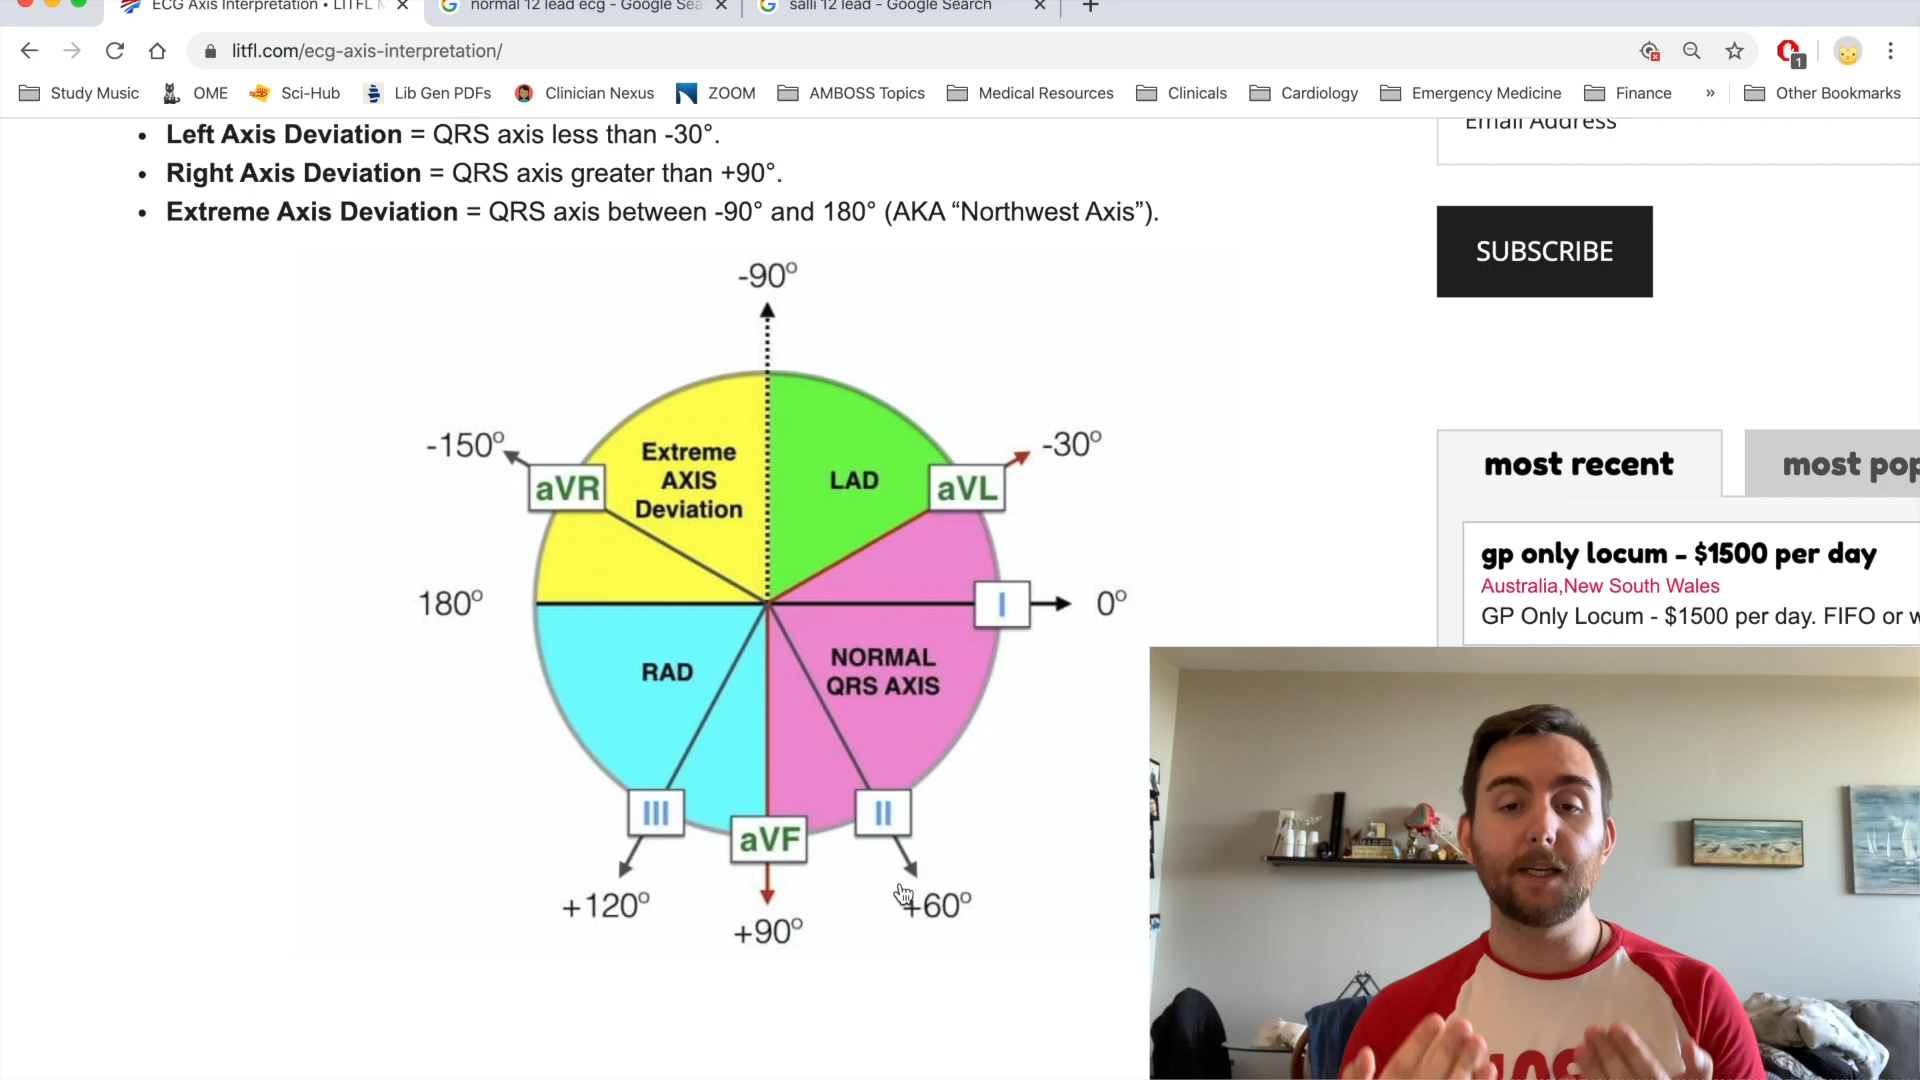 ECG Axis Interpretation • LITFL
normal 12 lead ecg - Google Sea
salli 12 lead - Google Search
litfl.com/ecg-axis-interpretation/
1
Study Music
OME
Sci-Hub
Lib Gen PDFs
Clinician Nexus
ZOOM
AMBOSS Topics
Medical Resources
Clinicals
Cardiology
Emergency Medicine
Finance
»
Other Bookmarks
• Left Axis Deviation = QRS axis less than -30°.
• Right Axis Deviation = QRS axis greater than +90°.
• Extreme Axis Deviation = QRS axis between -90° and 180° (AKA “Northwest Axis”).
Email Address
SUBSCRIBE
-90°
-150°
-30°
Extreme
AXIS
Deviation
LAD
aVR
aVL
180°
I
0°
RAD
NORMAL
QRS AXIS
III
aVF
II
+120°
+90°
+60°
most recent
most pop
gp only locum - $1500 per day
Australia,New South Wales
GP Only Locum - $1500 per day. FIFO or w